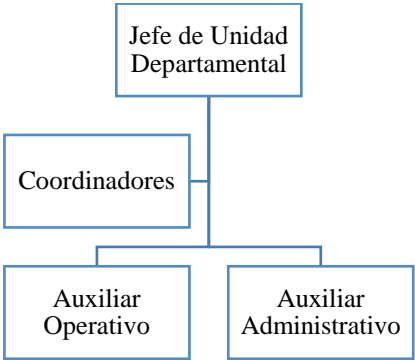 Jefe de Unidad
Departamental
Coordinadores
Auxiliar
Operativo
Auxiliar
Administrativo